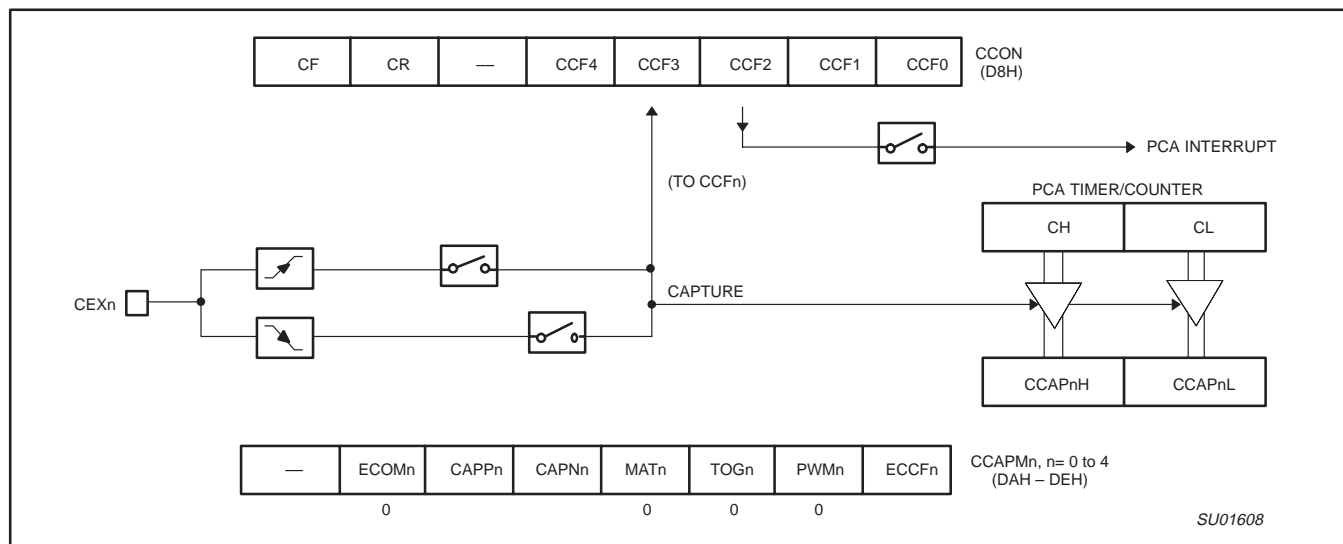 CF CR — CCF4 CCF3 CCF2 CCF1 CCF0
CCON
(D8H)
PCA INTERRUPT
(TO CCFn)
PCA TIMER/COUNTER
CH CL
CEXn
CAPTURE
CCAPnH CCAPnL
— ECOMn CAPPn CAPNn MATn TOGn PWMn ECCFn
CCAPMn, n= 0 to 4
(DAH – DEH)
0 0 0 0
SU01608